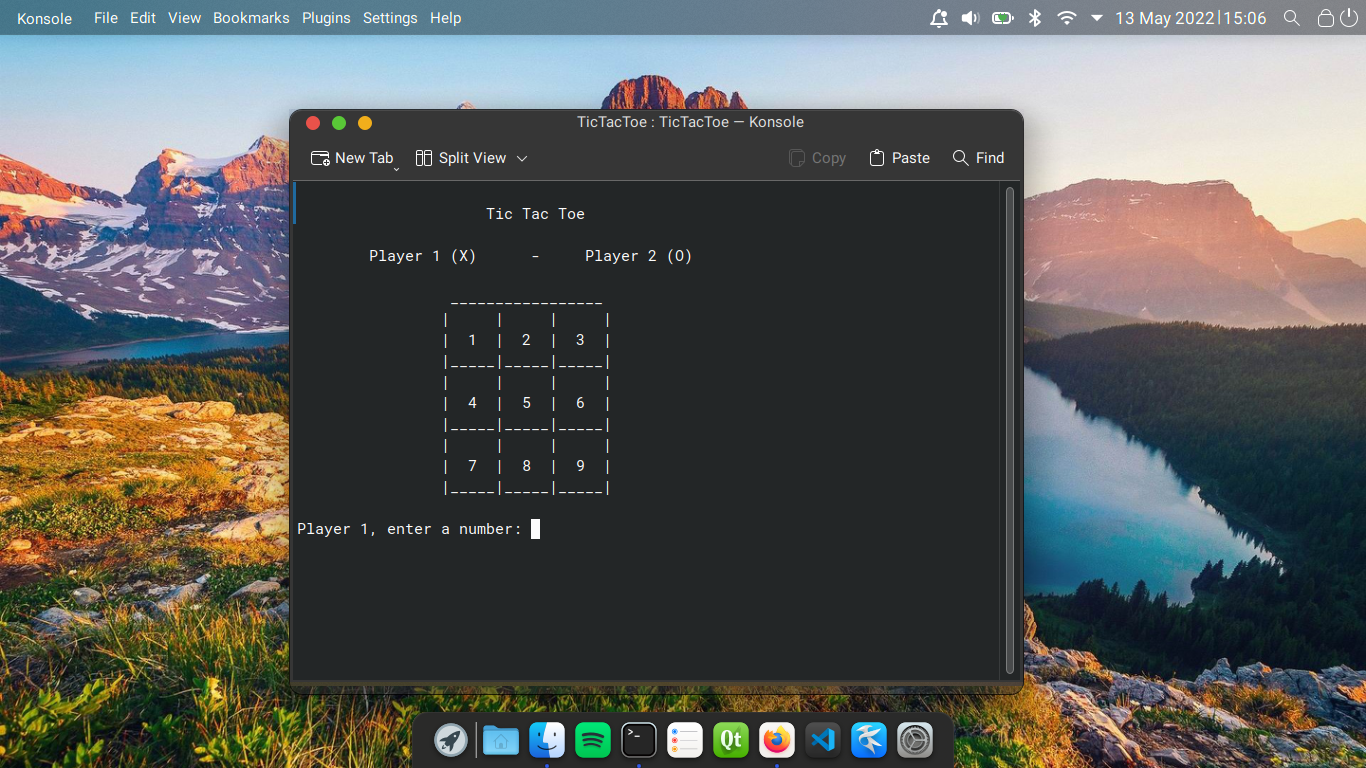 Konsole File Edit View Bookmarks Plugins Settings Help 13 May 2022|15:06
TicTacToe : TicTacToe — Konsole
New Tab Split View Copy Paste Find
Tic Tac Toe
Player 1 (X) - Player 2 (O)
1 | 2 | 3
4 | 5 | 6
7 | 8 | 9
Player 1, enter a number:
>_ Qt